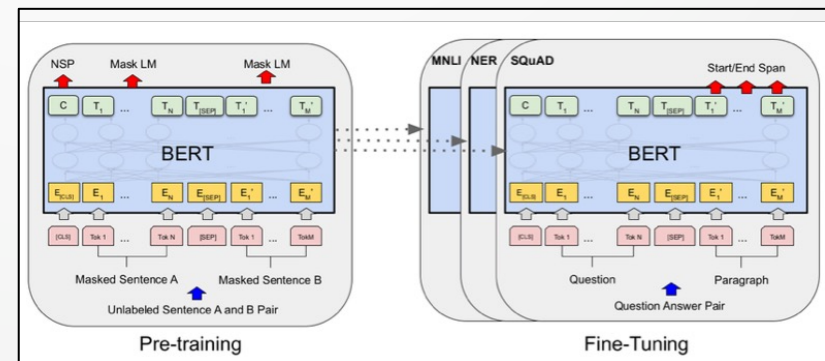 NSP Mask LM Mask LM
C T1 ... TN T[SEP] T1' ... TM'
BERT
E[CLS] E1 ... EN E[SEP] E1' ... EM'
[CLS] Tok 1 ... Tok N [SEP] Tok 1 ... TokM
Masked Sentence A Masked Sentence B
Unlabeled Sentence A and B Pair
Pre-training
MNLI NER SQuAD
Start/End Span
C T1 ... TN T[SEP] T1' ... TM'
BERT
E[CLS] E1 ... EN E[SEP] E1' ... EM'
[CLS] Tok 1 ... Tok N [SEP] Tok 1 ... TokM
Question Paragraph
Question Answer Pair
Fine-Tuning